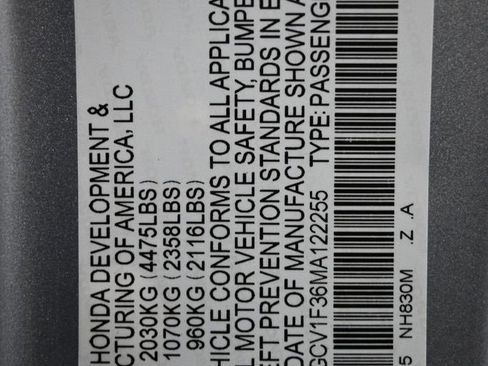 HONDA DEVELOPMENT &
CTURING OF AMERICA, LLC
2030KG (4475LBS)
1070KG (2358LBS)
960KG (2116LBS)
HICLE CONFORMS TO ALL APPLICA
L MOTOR VEHICLE SAFETY, BUMPE
EFT PREVENTION STANDARDS IN E
DATE OF MANUFACTURE SHOWN A
GCV1F36MA122255 TYPE: PASSENG
5 NH830M .Z .A